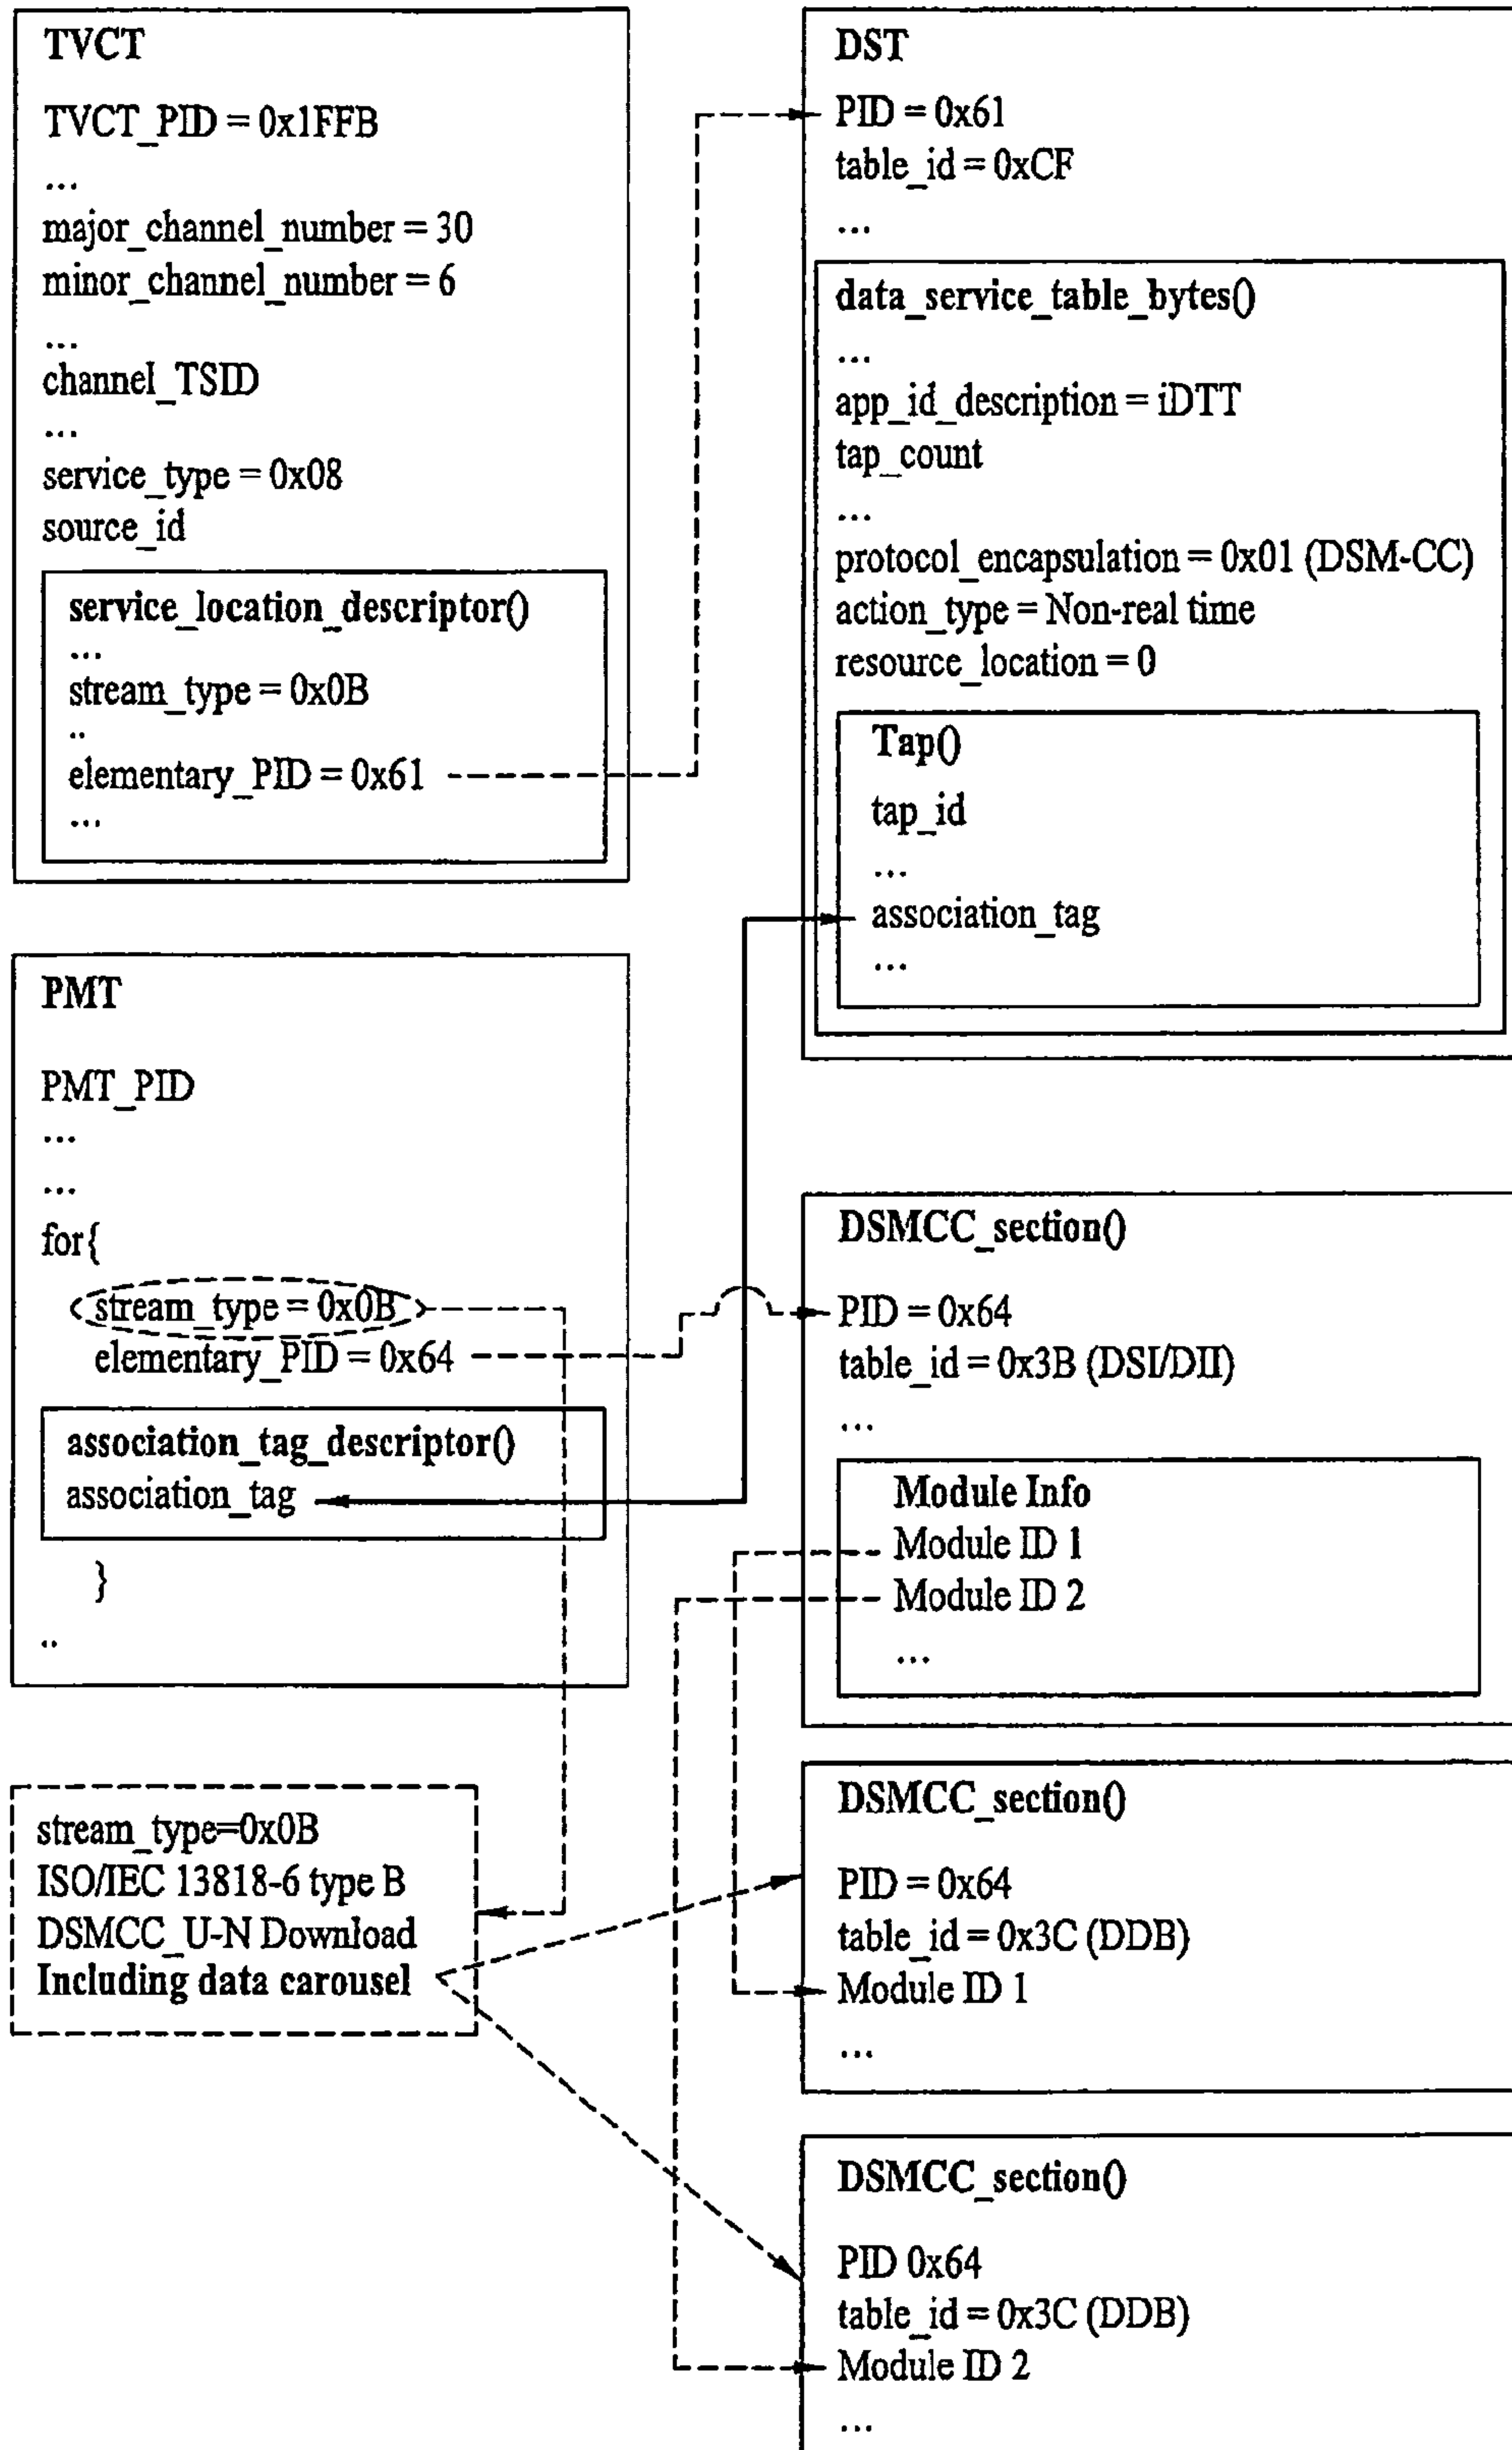 TVCT
TVCT_PID = 0x1FFB
...
major_channel_number = 30
minor_channel_number = 6
...
channel_TSID
...
service_type = 0x08
source_id
service_location_descriptor()
...
stream_type = 0x0B
..
elementary_PID = 0x61
...
DST
PID = 0x61
table_id = 0xCF
...
data_service_table_bytes()
...
app_id_description = iDTT
tap_count
...
protocol_encapsulation = 0x01 (DSM-CC)
action_type = Non-real time
resource_location = 0
Tap()
tap_id
...
association_tag
...
PMT
PMT_PID
...
...
for{
stream_type = 0x0B
elementary_PID = 0x64
association_tag_descriptor()
association_tag
}
..
DSMCC_section()
PID = 0x64
table_id = 0x3B (DSI/DII)
...
Module Info
Module ID 1
Module ID 2
...
stream_type=0x0B
ISO/IEC 13818-6 type B
DSMCC_U-N Download
Including data carousel
DSMCC_section()
PID = 0x64
table_id = 0x3C (DDB)
Module ID 1
...
DSMCC_section()
PID 0x64
table_id = 0x3C (DDB)
Module ID 2
...